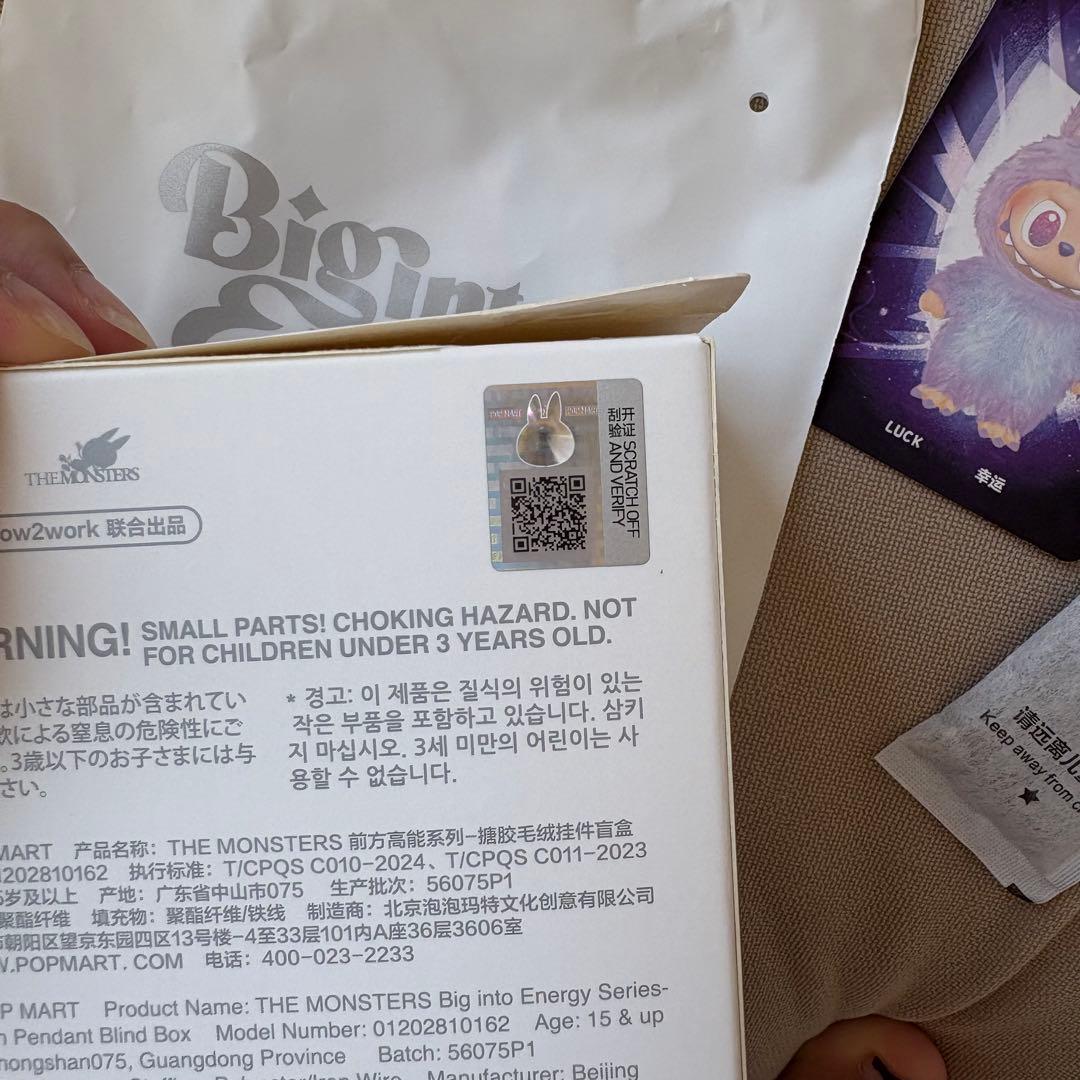 Big
Into
THE MONSTERS
ow2work 联合出品
POP MART
POP MART
刮开
验证 SCRATCH OFF
AND VERIFY
LUCK
幸运
RNING! SMALL PARTS! CHOKING HAZARD. NOT
FOR CHILDREN UNDER 3 YEARS OLD.
は小さな部品が含まれてい
飲による窒息の危険性にご
。3歳以下のお子さまには与
さい。
* 경고: 이 제품은 질식의 위험이 있는
작은 부품을 포함하고 있습니다. 삼키
지 마십시오. 3세 미만의 어린이는 사
용할 수 없습니다.
请远离儿
Keep away from c
MART 产品名称: THE MONSTERS 前方高能系列-搪胶毛绒挂件盲盒
01202810162 执行标准: T/CPQS C010-2024、T/CPQS C011-2023
5岁及以上 产地: 广东省中山市075 生产批次: 56075P1
聚酯纤维 填充物: 聚酯纤维/铁线 制造商: 北京泡泡玛特文化创意有限公司
市朝阳区望京东园四区13号楼-4至33层101内A座36层3606室
W.POPMART.COM 电话: 400-023-2233
P MART Product Name: THE MONSTERS Big into Energy Series-
h Pendant Blind Box Model Number: 01202810162 Age: 15 & up
hongshan075, Guangdong Province Batch: 56075P1
Stuffing: Polyester/Iron Wire Manufacturer: Beijing